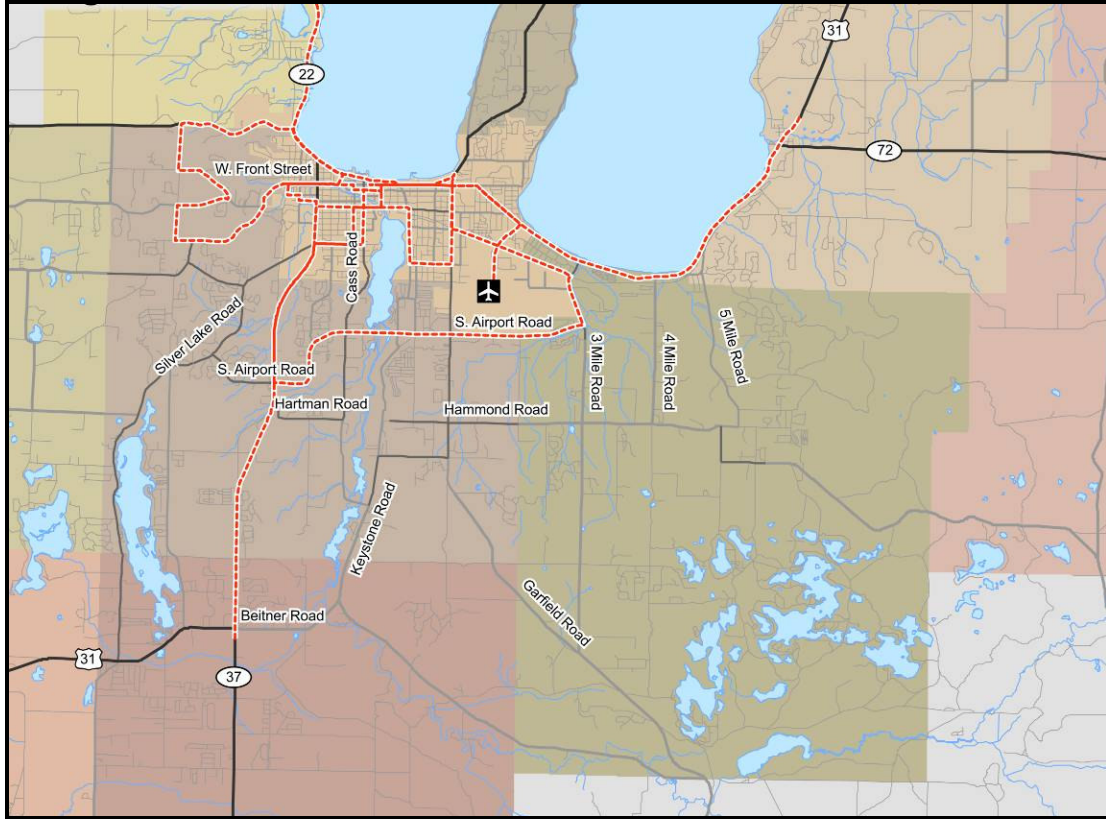 31
22
72
W. Front Street
Cass Road
S. Airport Road
Silver Lake Road
5 Mile Road
4 Mile Road
3 Mile Road
S. Airport Road
Hartman Road
Hammond Road
Keystone Road
Garfield Road
Beitner Road
31
37